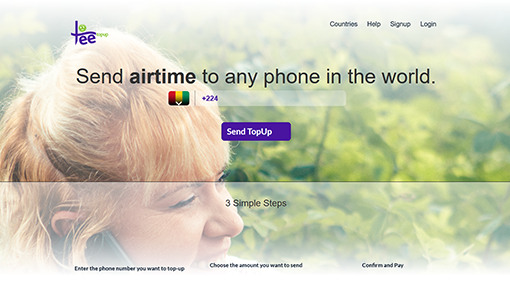 Tee
topup
Countries Help Signup Login
Send airtime to any phone in the world.
+224
Send TopUp
3 Simple Steps
Enter the phone number you want to top-up
Choose the amount you want to send
Confirm and Pay